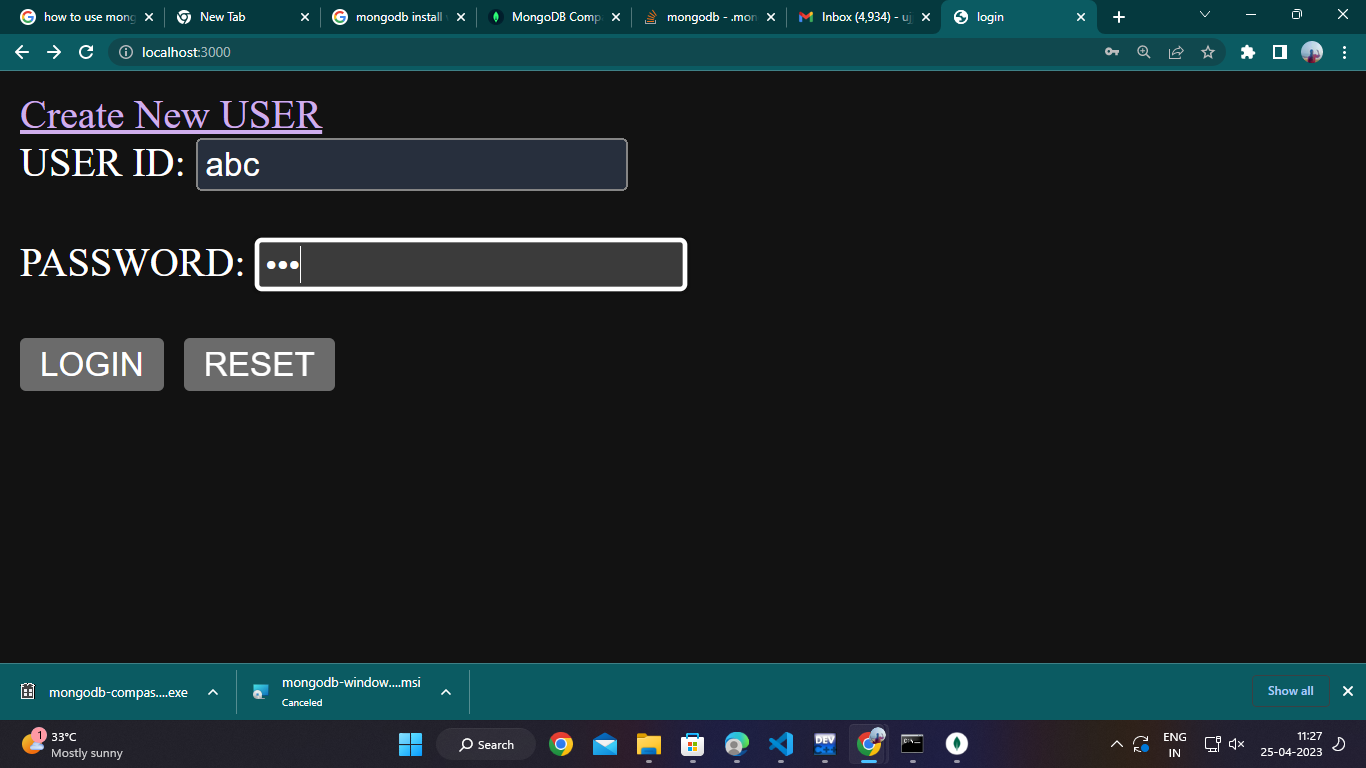 how to use mong
New Tab
mongodb install
MongoDB Comp
mongodb - .mon
Inbox (4,934) - uj
login
localhost:3000
Create New USER
USER ID: abc
PASSWORD: •••
LOGIN RESET
mongodb-compas....exe
mongodb-window....msi
Canceled
Show all
1
33°C
Mostly sunny
Search
DEV
ENG
IN
11:27
25-04-2023